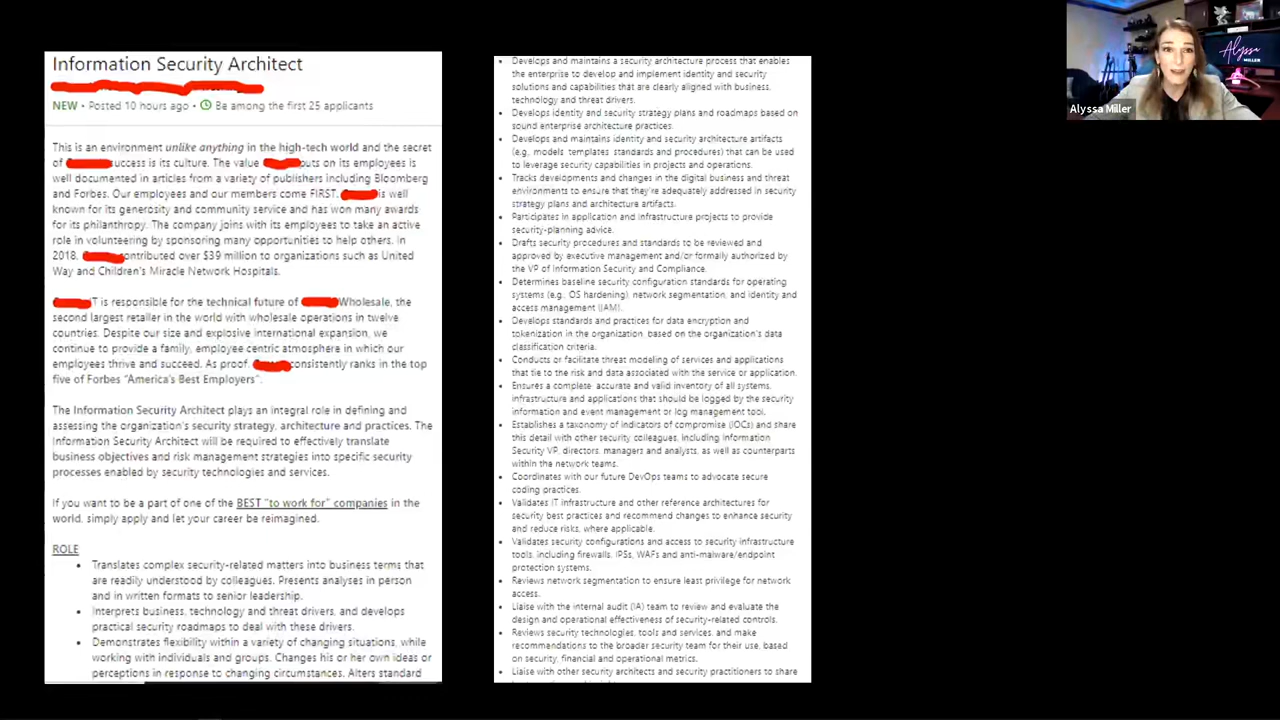 Information Security Architect
NEW • Posted 10 hours ago • Be among the first 25 applicants
This is an environment unlike anything in the high-tech world and the secret
of success is its culture. The value puts on its employees is
well documented in articles from a variety of publishers including Bloomberg
and Forbes. Our employees and our members come FIRST. is well
known for its generosity and community service and has won many awards
for its philanthropy. The company joins with its employees to take an active
role in volunteering by sponsoring many opportunities to help others. In
2018, contributed over $39 million to organizations such as United
Way and Children's Miracle Network Hospitals.
IT is responsible for the technical future of Wholesale, the
second largest retailer in the world with wholesale operations in twelve
countries. Despite our size and explosive international expansion, we
continue to provide a family, employee centric atmosphere in which our
employees thrive and succeed. As proof, consistently ranks in the top
five of Forbes "America's Best Employers".
The Information Security Architect plays an integral role in defining and
assessing the organization's security strategy, architecture and practices. The
Information Security Architect will be required to effectively translate
business objectives and risk management strategies into specific security
processes enabled by security technologies and services.
If you want to be a part of one of the BEST "to work for" companies in the
world, simply apply and let your career be reimagined.
ROLE
• Translates complex security-related matters into business terms that
are readily understood by colleagues. Presents analyses in person
and in written formats to senior leadership.
• Interprets business, technology and threat drivers, and develops
practical security roadmaps to deal with these drivers.
• Demonstrates flexibility within a variety of changing situations, while
working with individuals and groups. Changes his or her own ideas or
perceptions in response to changing circumstances. Alters standard
• Develops and maintains a security architecture process that enables
the enterprise to develop and implement identity and security
solutions and capabilities that are clearly aligned with business,
technology and threat drivers.
• Develops identity and security strategy plans and roadmaps based on
sound enterprise architecture practices.
• Develops and maintains identity and security architecture artifacts
(e.g., models, templates, standards and procedures) that can be used
to leverage security capabilities in projects and operations.
• Tracks developments and changes in the digital business and threat
environments to ensure that they're adequately addressed in security
strategy plans and architecture artifacts.
• Participates in application and infrastructure projects to provide
security-planning advice.
• Drafts security procedures and standards to be reviewed and
approved by executive management and/or formally authorized by
the VP of Information Security and Compliance.
• Determines baseline security configuration standards for operating
systems (e.g., OS hardening), network segmentation, and identity and
access management (IAM).
• Develops standards and practices for data encryption and
tokenization in the organization, based on the organization's data
classification criteria.
• Conducts or facilitate threat modeling of services and applications
that tie to the risk and data associated with the service or application.
• Ensures a complete, accurate and valid inventory of all systems,
infrastructure and applications that should be logged by the security
information and event management or log management tool.
• Establishes a taxonomy of indicators of compromise (IOCs) and share
this detail with other security colleagues, including Information
Security VP, directors, managers and analysts, as well as counterparts
within the network teams.
• Coordinates with our future DevOps teams to advocate secure
coding practices.
• Validates IT infrastructure and other reference architectures for
security best practices and recommend changes to enhance security
and reduce risks, where applicable.
• Validates security configurations and access to security infrastructure
tools, including firewalls, IPSs, WAFs and anti-malware/endpoint
protection systems.
• Reviews network segmentation to ensure least privilege for network
access.
• Liaise with the internal audit (IA) team to review and evaluate the
design and operational effectiveness of security-related controls.
• Reviews security technologies, tools and services, and make
recommendations to the broader security team for their use, based
on security, financial and operational metrics.
• Liaise with other security architects and security practitioners to share
Alyssa
MILLER
Alyssa Miller